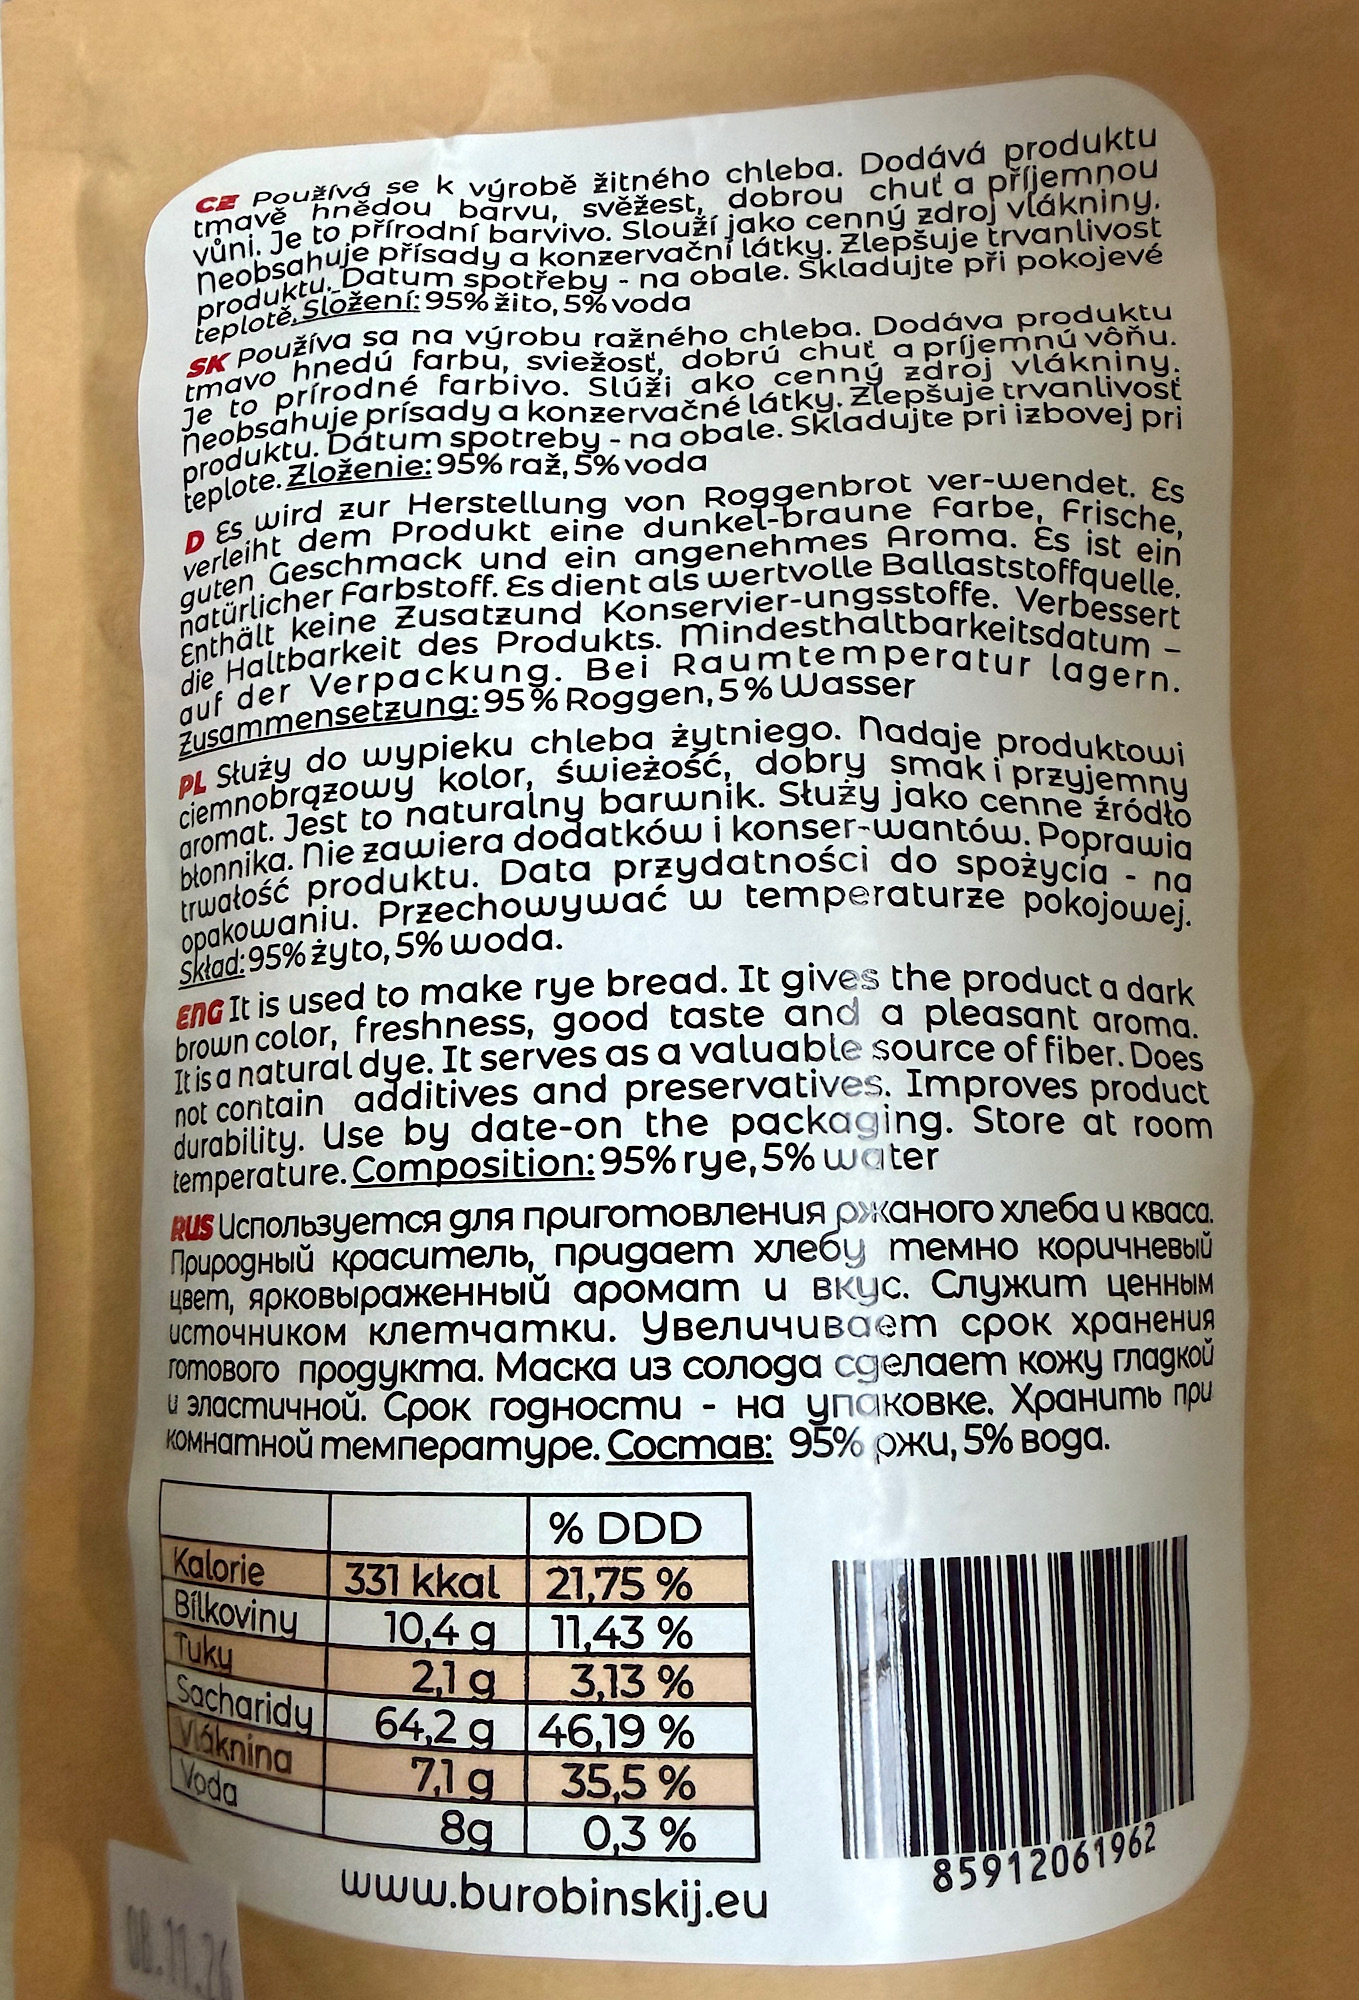 CZ Používá se k výrobě žitného chleba. Dodává produktu
tmavě hnědou barvu, svěžest, dobrou chuť a příjemnou
vůni. Je to přírodní barvivo. Slouží jako cenný zdroj vlákniny.
Neobsahuje přísady a konzervační látky. Zlepšuje trvanlivost
produktu. Datum spotřeby - na obale. Skladujte při pokojevé
teplotě. Složení: 95% žito, 5% voda
SK Používa sa na výrobu ražného chleba. Dodáva produktu
tmavo hnedú farbu, sviežosť, dobrú chuť a príjemnú vôňu.
Je to prírodné farbivo. Slúži ako cenný zdroj vlákniny.
Neobsahuje prísady a konzervačné látky. Zlepšuje trvanlivosť
produktu. Dátum spotreby - na obale. Skladujte pri izbovej pri
teplote. Zloženie: 95% raž, 5% voda
D Es wird zur Herstellung von Roggenbrot ver-wendet. Es
verleiht dem Produkt eine dunkel-braune Farbe, Frische,
guten Geschmack und ein angenehmes Aroma. Es ist ein
natürlicher Farbstoff. Es dient als wertvolle Ballaststoffquelle.
Enthält keine Zusatzund Konservier-ungsstoffe. Verbessert
die Haltbarkeit des Produkts. Mindesthaltbarkeitsdatum –
auf der Verpackung. Bei Raumtemperatur lagern.
Zusammensetzung: 95% Roggen, 5% Wasser
PL Służy do wypieku chleba żytniego. Nadaje produktowi
ciemnobrązowy kolor, świeżość, dobry smak i przyjemny
aromat. Jest to naturalny barwnik. Służy jako cenne źródło
błonnika. Nie zawiera dodatków i konser-wantów. Poprawia
trwałość produktu. Data przydatności do spożycia - na
opakowaniu. Przechowywać w temperaturze pokojowej.
Skład: 95% żyto, 5% woda.
ENG It is used to make rye bread. It gives the product a dark
brown color, freshness, good taste and a pleasant aroma.
It is a natural dye. It serves as a valuable source of fiber. Does
not contain additives and preservatives. Improves product
durability. Use by date-on the packaging. Store at room
temperature. Composition: 95% rye, 5% water
RUS Используется для приготовления ржаного хлеба и кваса.
Природный краситель, придает хлебу темно коричневый
цвет, ярковыраженный аромат и вкус. Служит ценным
источником клетчатки. Увеличивает срок хранения
готового продукта. Маска из солода сделает кожу гладкой
и эластичной. Срок годности - на упаковке. Хранить при
комнатной температуре. Состав: 95% ржи, 5% вода.
% DDD
Kalorie 331 kkal 21,75 %
Bílkoviny 10,4 g 11,43 %
Tuky 2,1 g 3,13 %
Sacharidy 64,2 g 46,19 %
Vláknina 7,1 g 35,5 %
Voda 8g 0,3 %
www.burobinskij.eu
85912061962
08.11.26